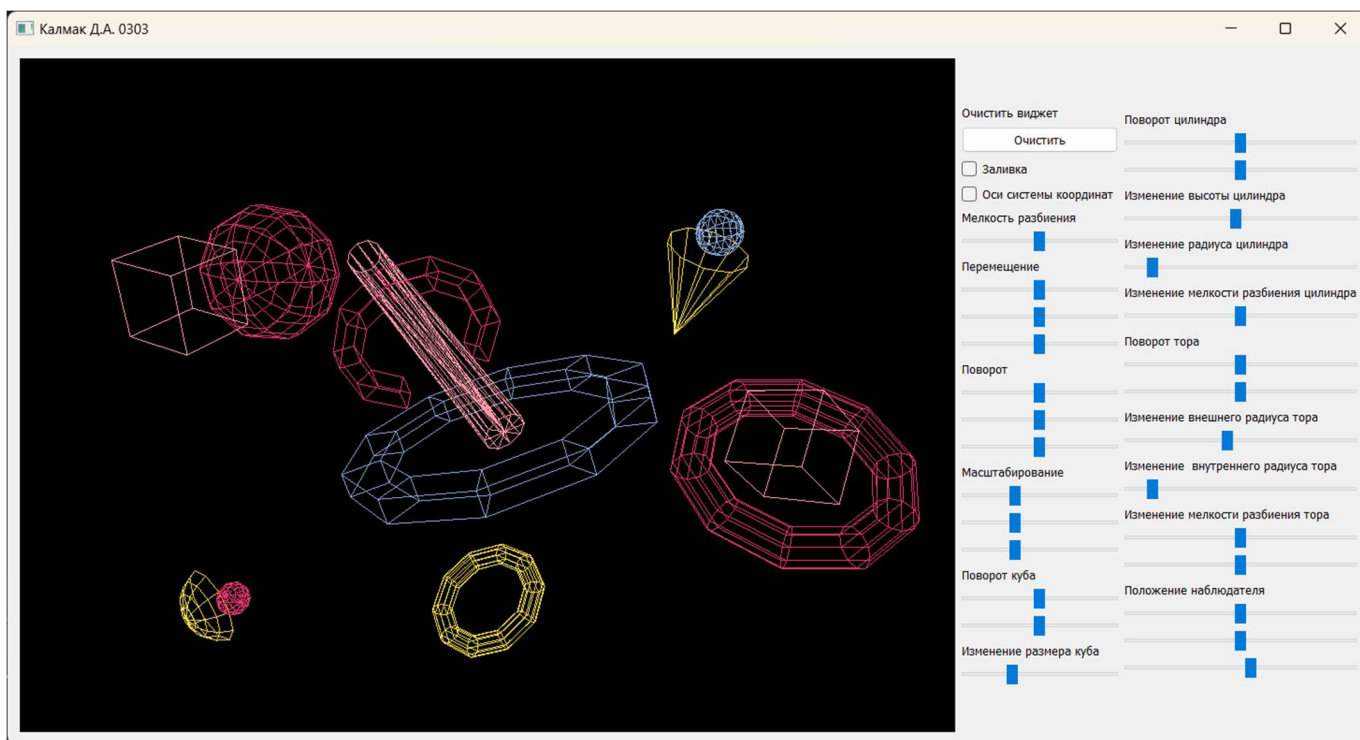 Калмак Д.А. 0303
Очистить виджет
Очистить
Заливка
Оси системы координат
Мелкость разбиения
Перемещение
Поворот
Масштабирование
Поворот куба
Изменение размера куба
Поворот цилиндра
Изменение высоты цилиндра
Изменение радиуса цилиндра
Изменение мелкости разбиения цилиндра
Поворот тора
Изменение внешнего радиуса тора
Изменение  внутреннего радиуса тора
Изменение мелкости разбиения тора
Положение наблюдателя